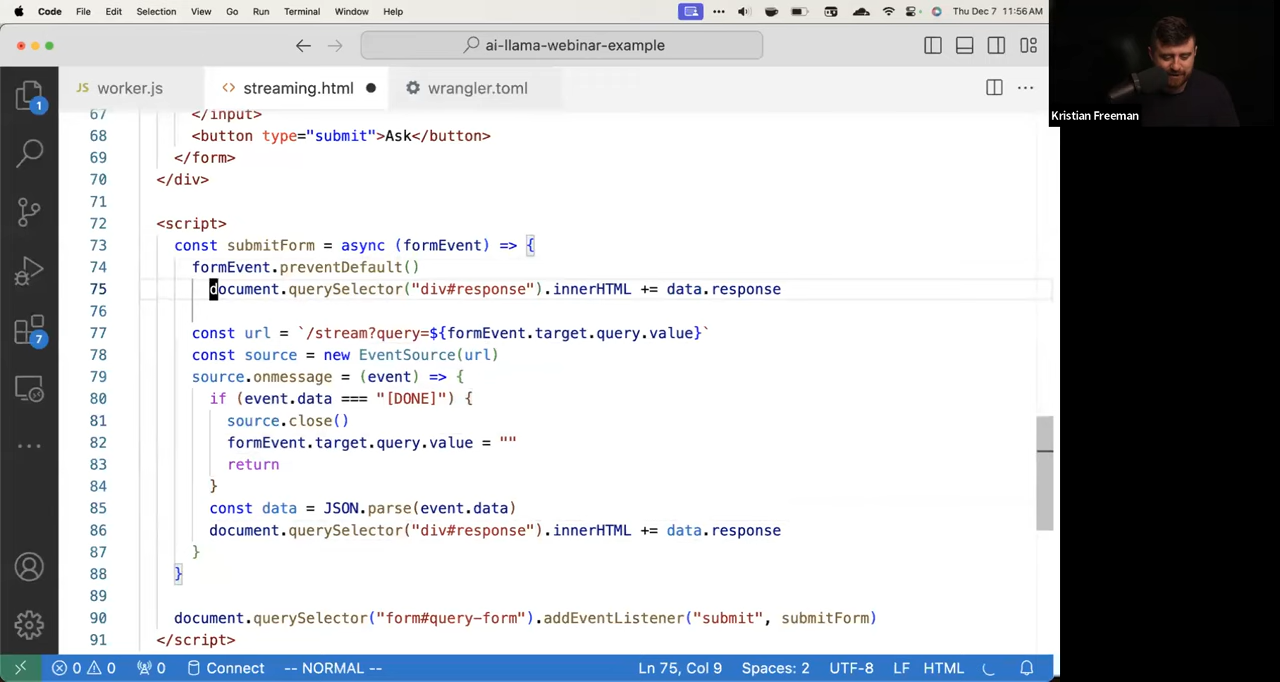 Code File Edit Selection View Go Run Terminal Window Help Thu Dec 7 11:56 AM
ai-llama-webinar-example
JS worker.js <> streaming.html wrangler.toml
1
7
Kristian Freeman
67 </input>
68 <button type="submit">Ask</button>
69 </form>
70 </div>
71
72 <script>
73 const submitForm = async (formEvent) => {
74 formEvent.preventDefault()
75 document.querySelector("div#response").innerHTML += data.response
76
77 const url = `/stream?query=${formEvent.target.query.value}`
78 const source = new EventSource(url)
79 source.onmessage = (event) => {
80 if (event.data === "[DONE]") {
81 source.close()
82 formEvent.target.query.value = ""
83 return
84 }
85 const data = JSON.parse(event.data)
86 document.querySelector("div#response").innerHTML += data.response
87 }
88 }
89
90 document.querySelector("form#query-form").addEventListener("submit", submitForm)
91 </script>
0 0 0 Connect -- NORMAL -- Ln 75, Col 9 Spaces: 2 UTF-8 LF HTML